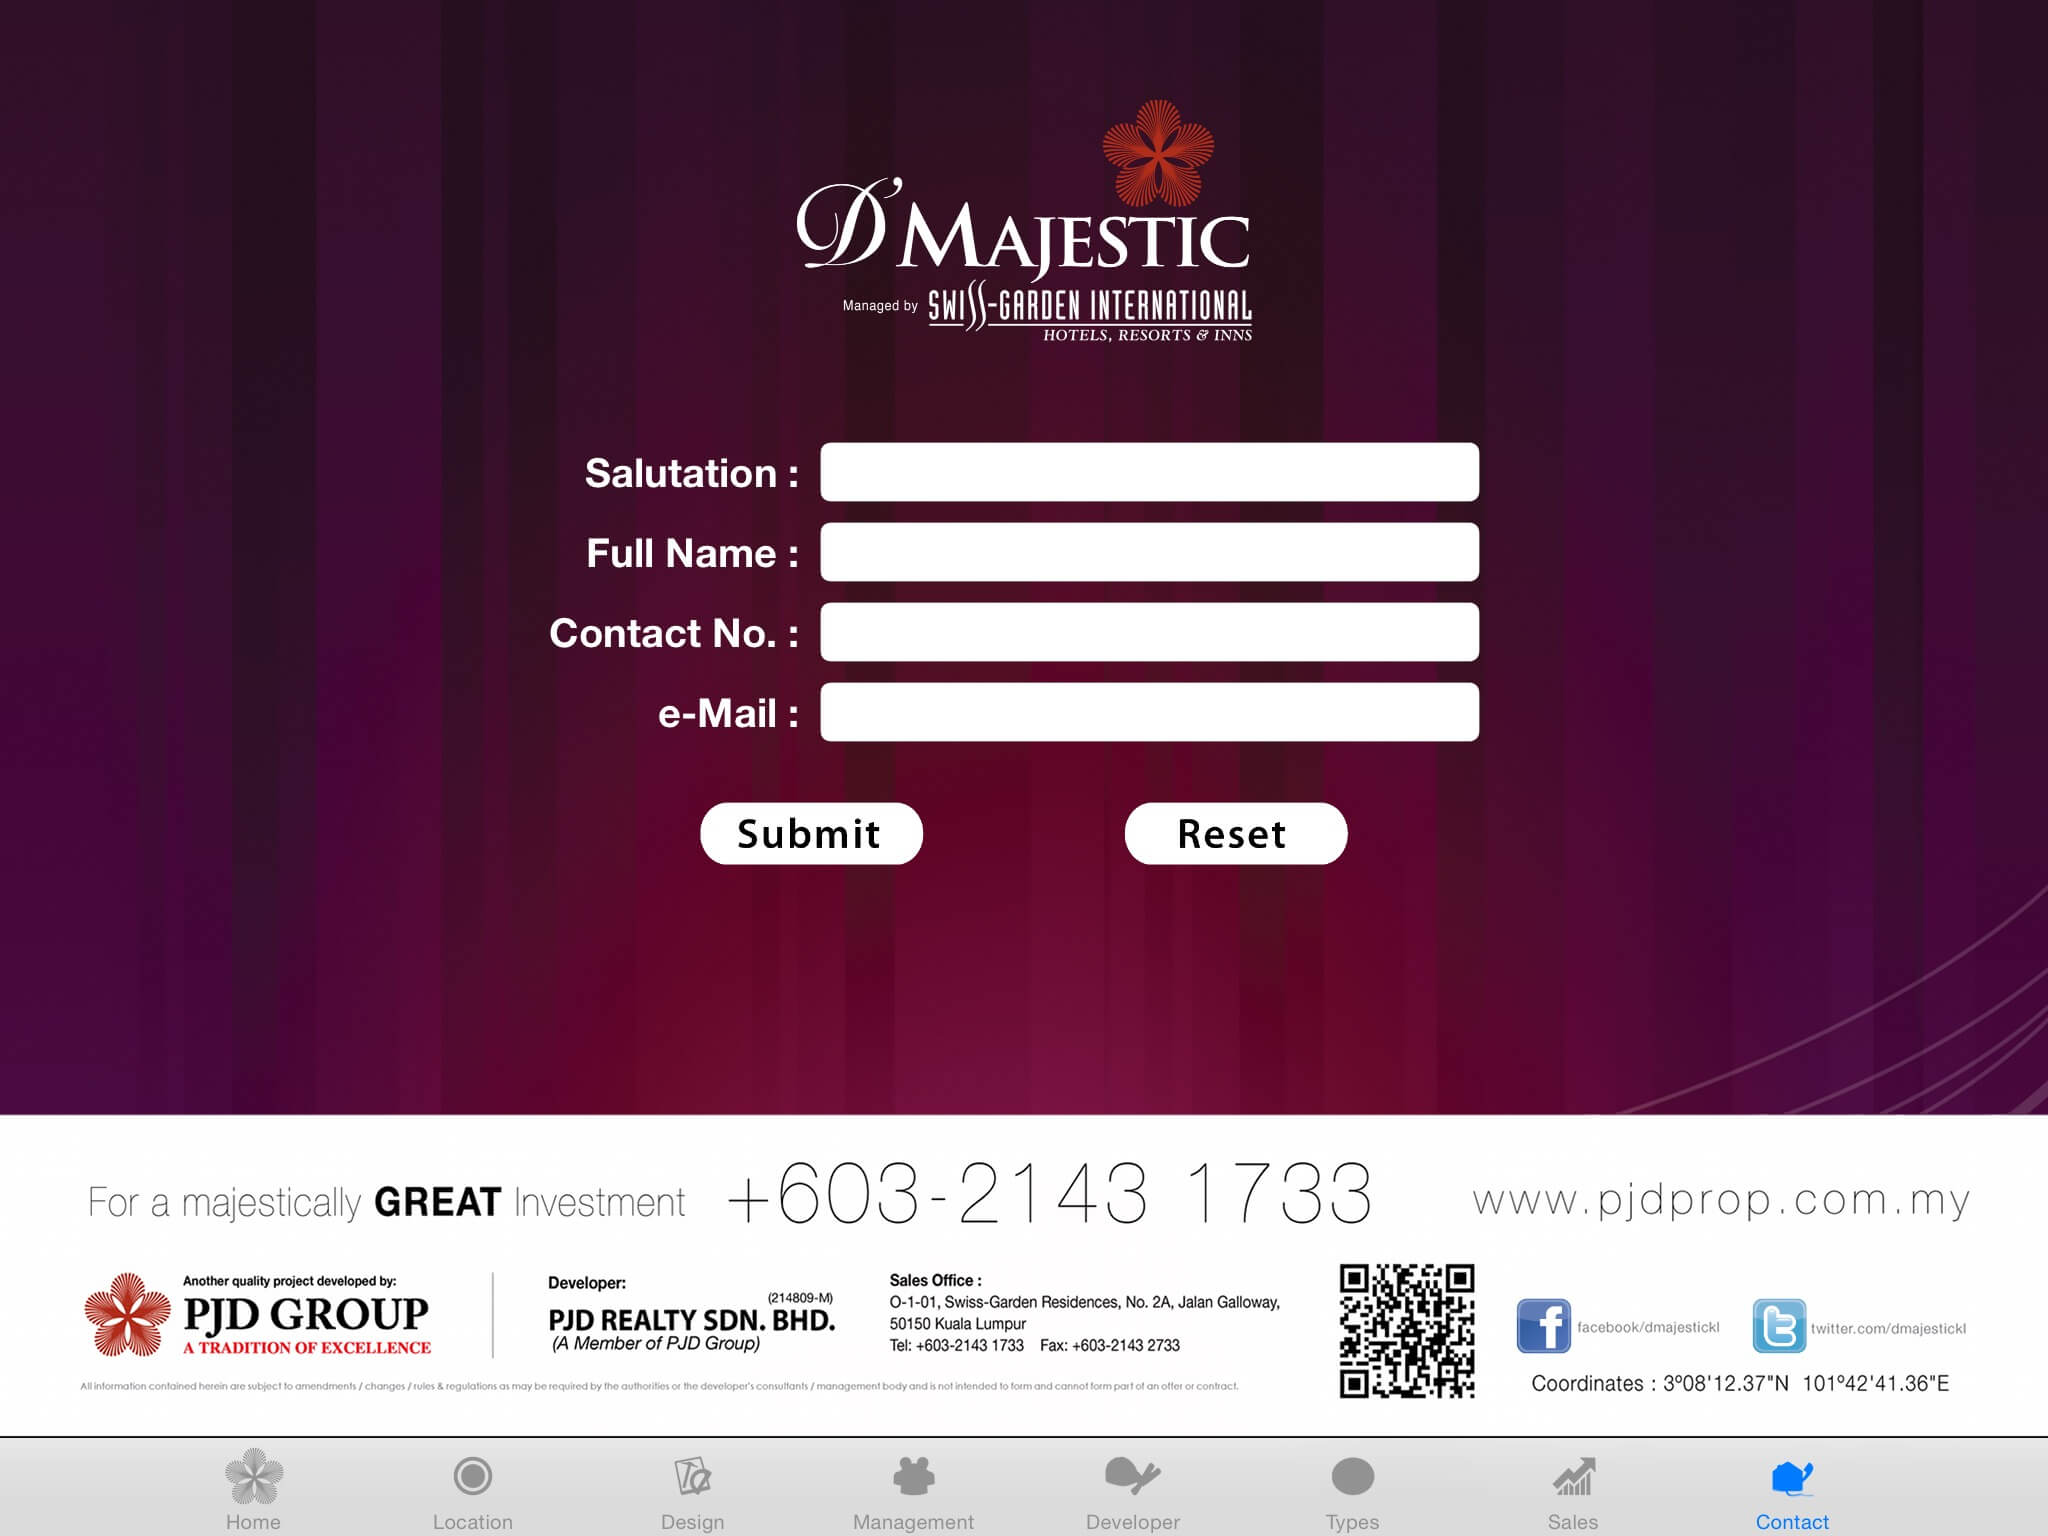 D'MAJESTIC
Managed by SWISS-GARDEN INTERNATIONAL
HOTELS, RESORTS & INNS
Salutation :
Full Name :
Contact No. :
e-Mail :
Submit Reset
For a majestically GREAT Investment +603-2143 1733 www.pjdprop.com.my
Another quality project developed by:
PJD GROUP
A TRADITION OF EXCELLENCE
Developer:
(214809-M)
PJD REALTY SDN. BHD.
(A Member of PJD Group)
Sales Office :
O-1-01, Swiss-Garden Residences, No. 2A, Jalan Galloway,
50150 Kuala Lumpur
Tel: +603-2143 1733 Fax: +603-2143 2733
facebook/dmajestickl twitter.com/dmajestickl
Coordinates : 3º08'12.37"N 101º42'41.36"E
All information contained herein are subject to amendments / changes / rules & regulations as may be required by the authorities or the developer's consultants / management body and is not intended to form and cannot form part of an offer or contract.
Home Location Design Management Developer Types Sales Contact